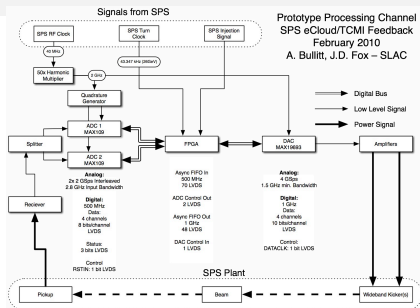 Signals from SPS
Prototype Processing Channel
SPS eCloud/TCMI Feedback
February 2010
A. Bullitt, J.D. Fox – SLAC
SPS RF Clock
SPS Turn
Clock
SPS Injection
Signal
40 MHz
43.347 kHz
50x Harmonic
Multiplier
2 GHz
Quadrature
Generator
Digital Bus
Low Level Signal
Power Signal
ADC 1
MAX109
ADC 2
MAX109
Splitter
FPGA
DAC
MAX19693
Amplifiers
Analog:
2x 2 GSps Interleaved
2.8 GHz Input Bandwidth
Digital:
500 MHz
Data:
4 channels
8 bits/channel
LVDS
Status:
3 bits LVDS
Control
RSTIN: 1 bit LVDS
Async FIFO In
500 MHz
70 LVDS
ADC Control Out
2 LVDS
Async FIFO Out
1 GHz
48 LVDS
DAC Control In
1 LVDS
Analog:
4 GSps
1.5 GHz min. Bandwidth
Digital:
1 GHz
Data:
4 channels
10 bits/channel
LVDS
Control:
DATACLK: 1 bit LVDS
Reciever
SPS Plant
Pickup
Beam
Wideband Kicker(s)